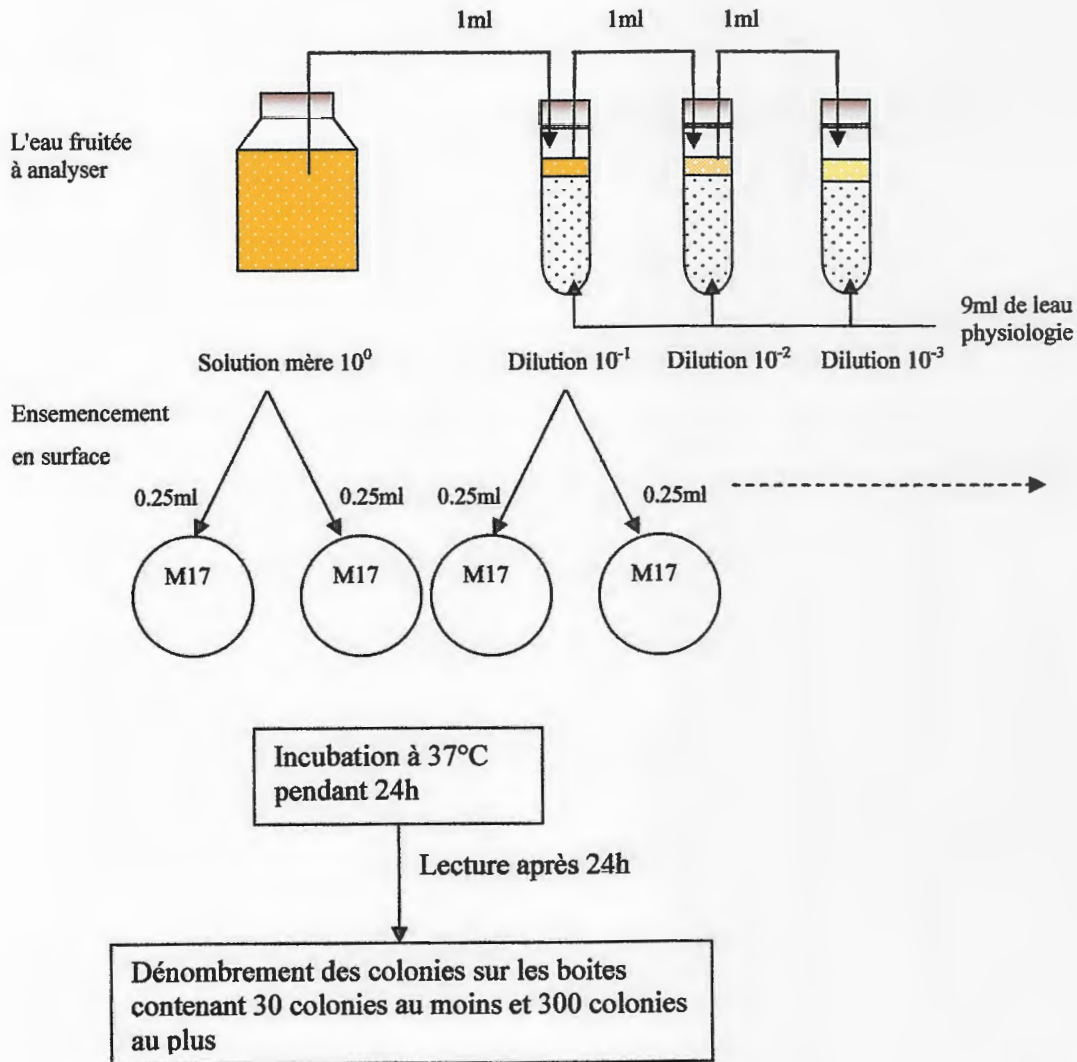 1ml 1ml 1ml
L'eau fruitée
à analyser
9ml de leau
physiologie
Solution mère 10⁰ Dilution 10⁻¹ Dilution 10⁻² Dilution 10⁻³
Ensemencement
en surface
0.25ml 0.25ml 0.25ml 0.25ml
M17 M17 M17 M17
Incubation à 37°C
pendant 24h
Lecture après 24h
Dénombrement des colonies sur les boites
contenant 30 colonies au moins et 300 colonies
au plus